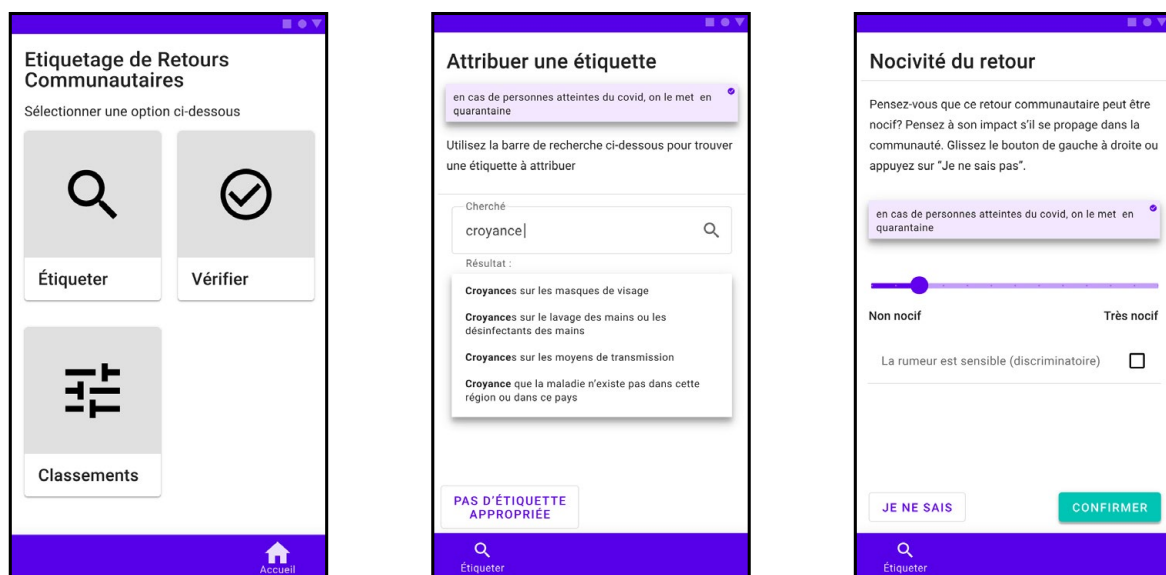 Etiquetage de Retours
Communautaires
Sélectionner une option ci-dessous
Étiqueter
Vérifier
Classements
Accueil
Attribuer une étiquette
en cas de personnes atteintes du covid, on le met en
quarantaine
Utilisez la barre de recherche ci-dessous pour trouver
une étiquette à attribuer
Cherché
croyance
Résultat :
Croyances sur les masques de visage
Croyances sur le lavage des mains ou les
désinfectants des mains
Croyances sur les moyens de transmission
Croyance que la maladie n'existe pas dans cette
région ou dans ce pays
PAS D'ÉTIQUETTE
APPROPRIÉE
Étiqueter
Nocivité du retour
Pensez-vous que ce retour communautaire peut être
nocif? Pensez à son impact s'il se propage dans la
communauté. Glissez le bouton de gauche à droite ou
appuyez sur "Je ne sais pas".
en cas de personnes atteintes du covid, on le met en
quarantaine
Non nocif
Très nocif
La rumeur est sensible (discriminatoire)
JE NE SAIS
CONFIRMER
Étiqueter